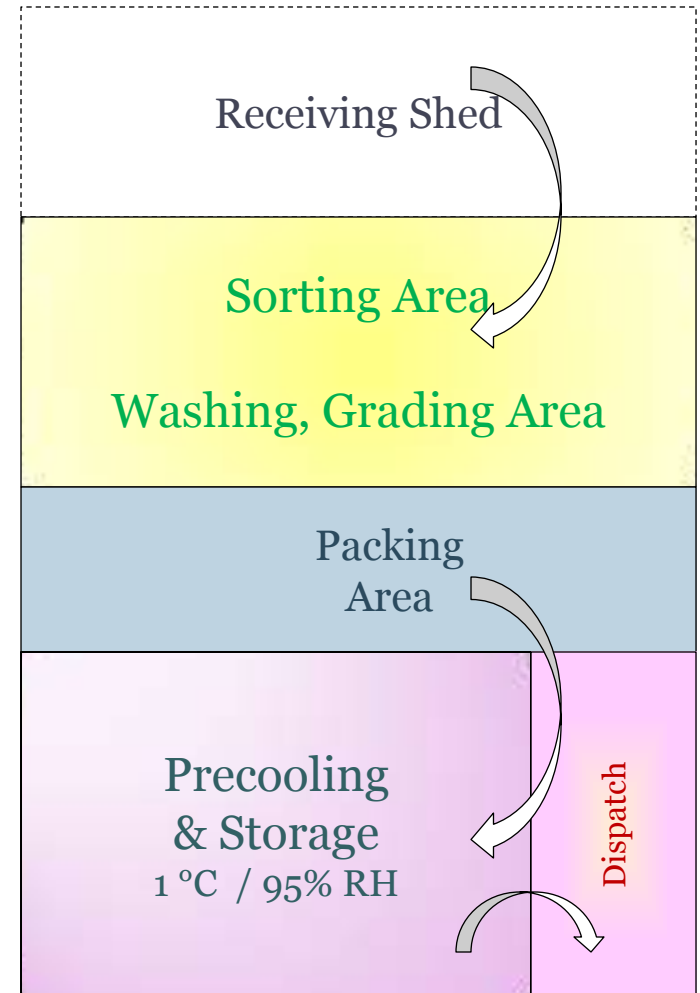 Receiving Shed
Sorting Area
Washing, Grading Area
Packing
Area
Precooling
& Storage
1 °C / 95% RH
Dispatch